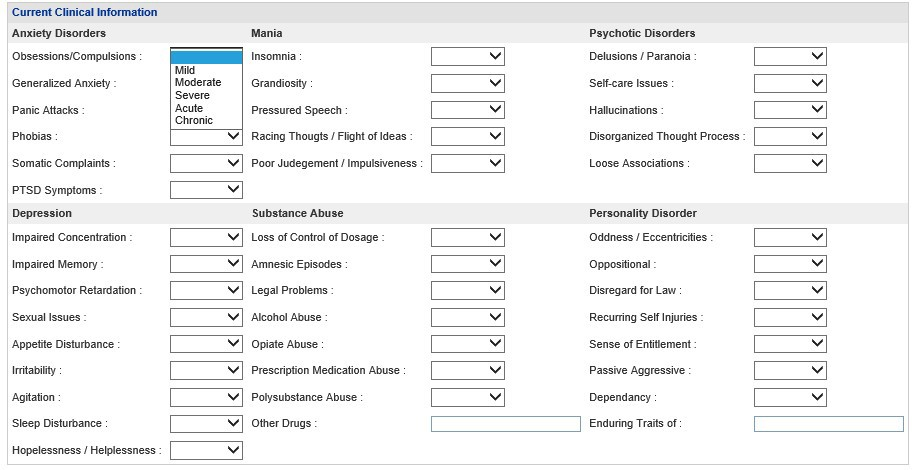 Current Clinical Information
Anxiety Disorders Mania Psychotic Disorders
Obsessions/Compulsions : Insomnia : Delusions / Paranoia :
Mild
Moderate
Severe
Acute
Chronic
Generalized Anxiety : Grandiosity : Self-care Issues :
Panic Attacks : Pressured Speech : Hallucinations :
Phobias : Racing Thougts / Flight of Ideas : Disorganized Thought Process :
Somatic Complaints : Poor Judegement / Impulsiveness : Loose Associations :
PTSD Symptoms :
Depression Substance Abuse Personality Disorder
Impaired Concentration : Loss of Control of Dosage : Oddness / Eccentricities :
Impaired Memory : Amnesic Episodes : Oppositional :
Psychomotor Retardation : Legal Problems : Disregard for Law :
Sexual Issues : Alcohol Abuse : Recurring Self Injuries :
Appetite Disturbance : Opiate Abuse : Sense of Entitlement :
Irritability : Prescription Medication Abuse : Passive Aggressive :
Agitation : Polysubstance Abuse : Dependancy :
Sleep Disturbance : Other Drugs : Enduring Traits of :
Hopelessness / Helplessness :